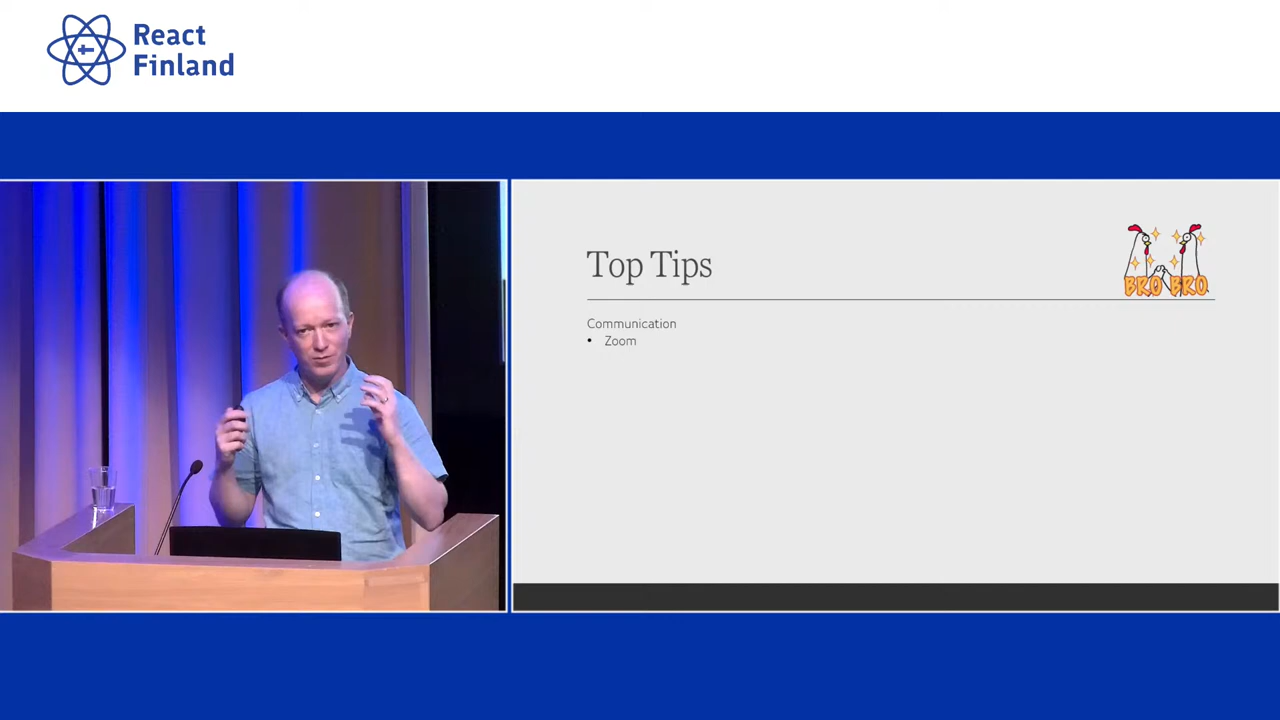 React
Finland
Top Tips
BRO BRO
Communication
• Zoom